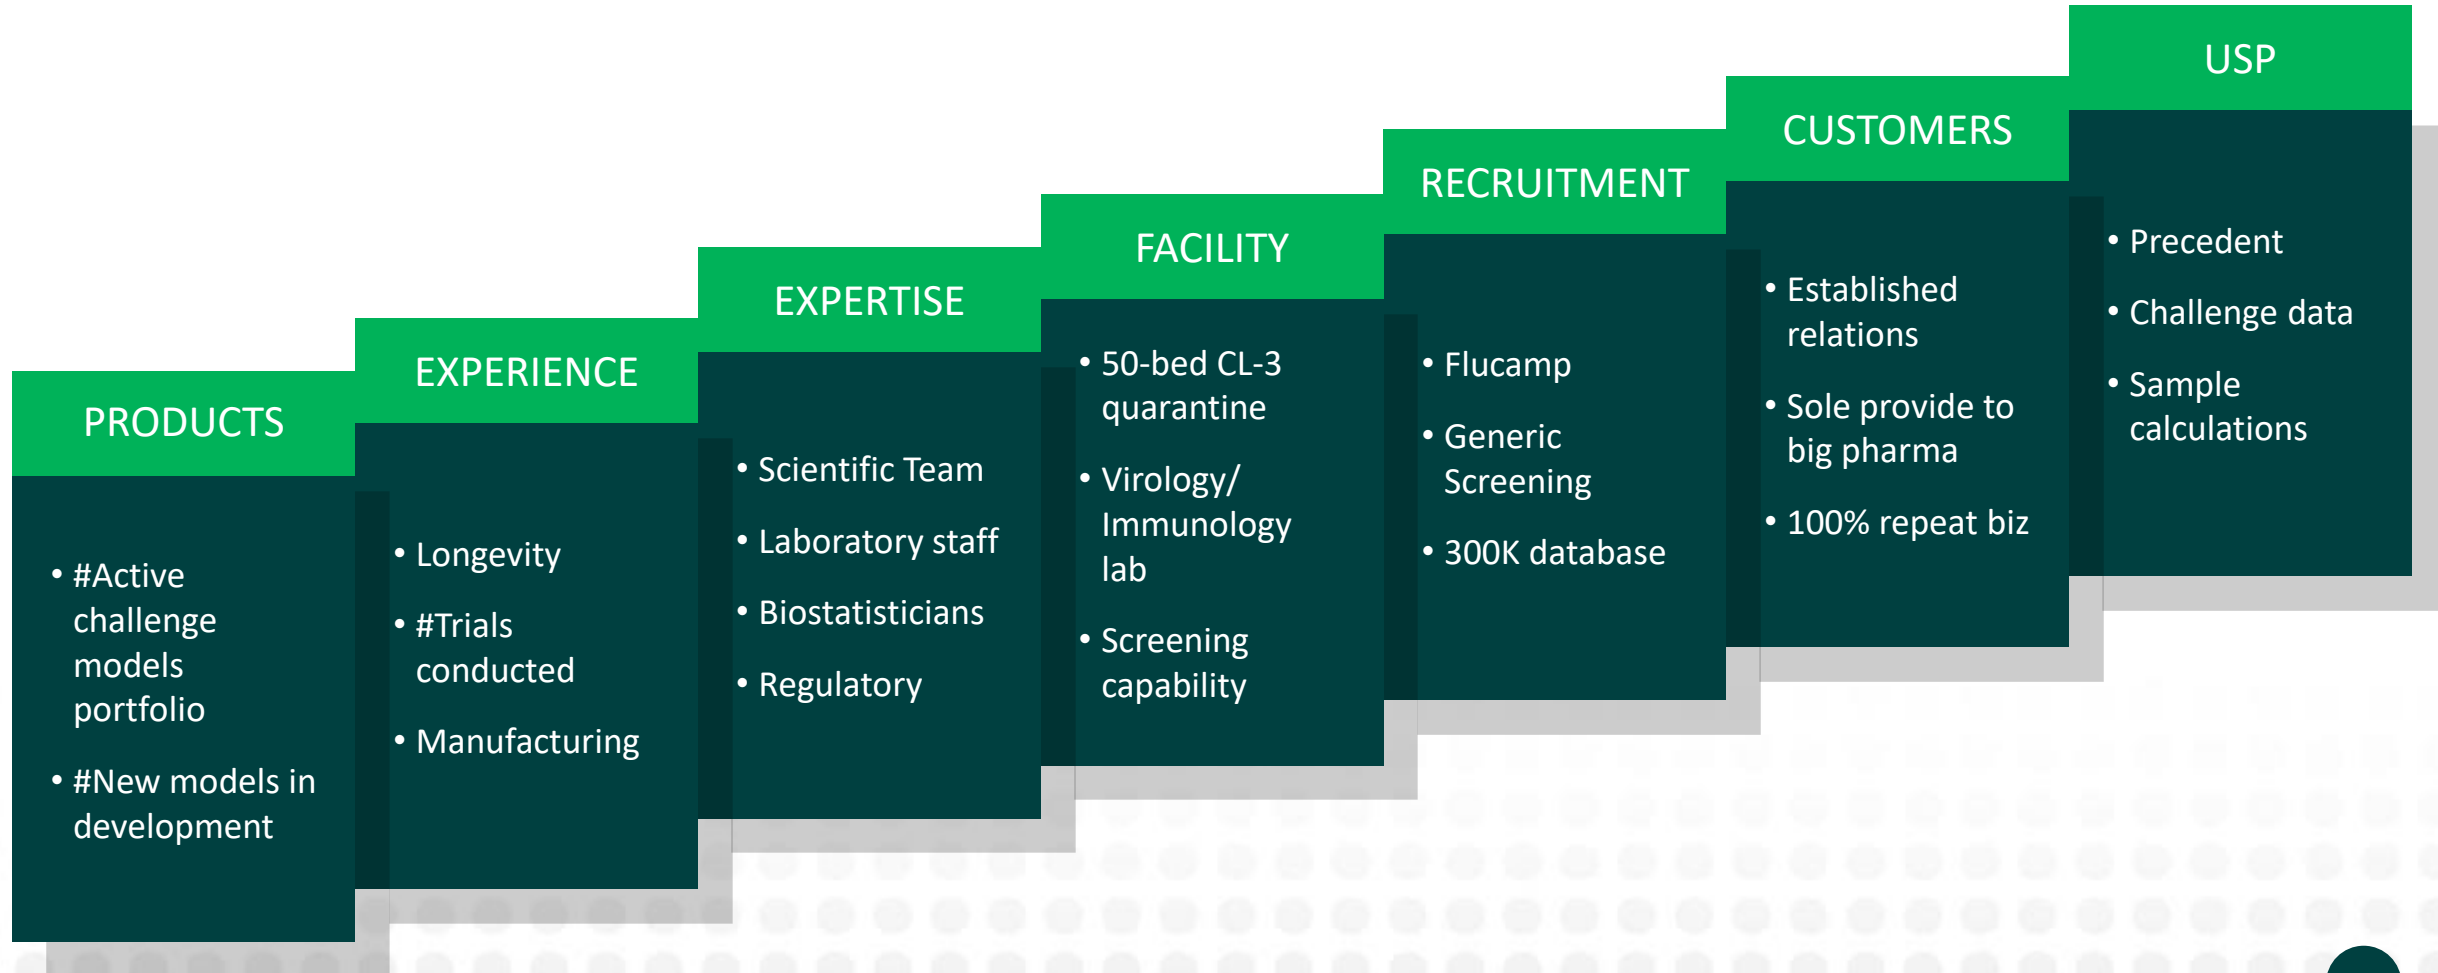 PRODUCTS
• #Active
challenge
models
portfolio
• #New models in
development
EXPERIENCE
• Longevity
• #Trials
conducted
• Manufacturing
EXPERTISE
• Scientific Team
• Laboratory staff
• Biostatisticians
• Regulatory
FACILITY
• 50-bed CL-3
quarantine
• Virology/
Immunology
lab
• Screening
capability
RECRUITMENT
• Flucamp
• Generic
Screening
• 300K database
CUSTOMERS
• Established
relations
• Sole provide to
big pharma
• 100% repeat biz
USP
• Precedent
• Challenge data
• Sample
calculations